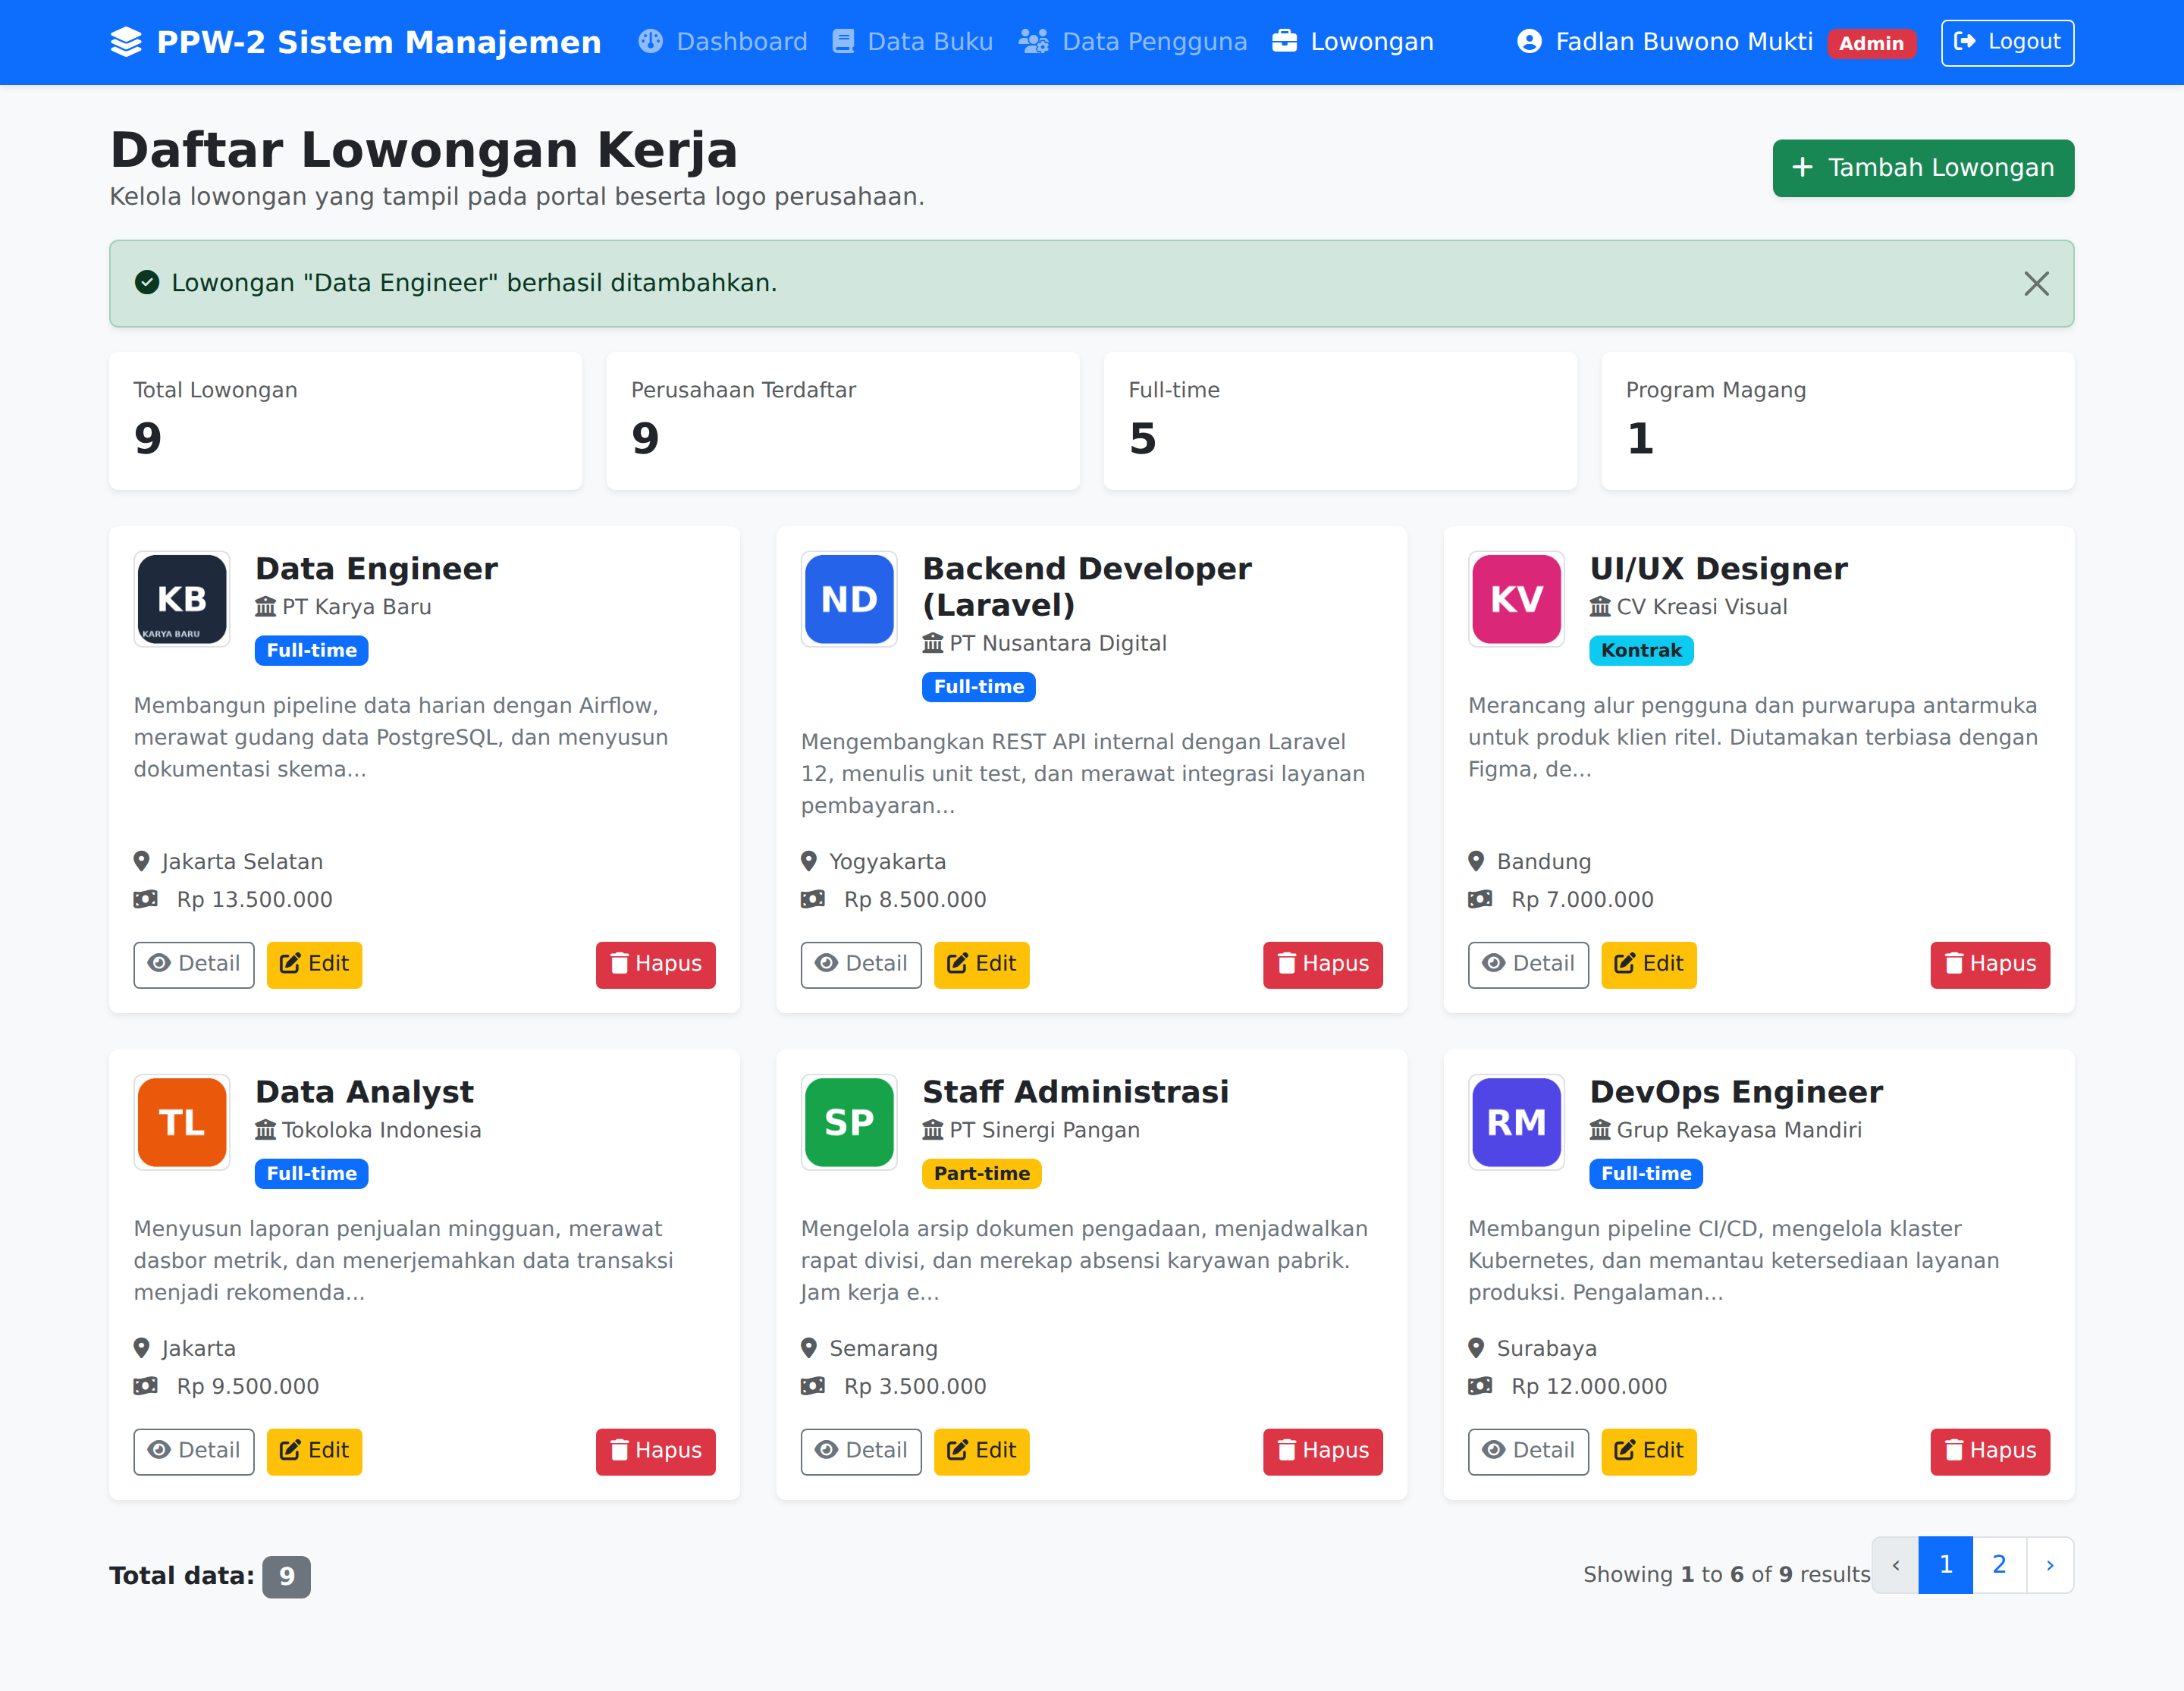 PPW-2 Sistem Manajemen Dashboard Data Buku Data Pengguna Lowongan Fadlan Buwono Mukti Admin Logout
Daftar Lowongan Kerja
Kelola lowongan yang tampil pada portal beserta logo perusahaan.
Tambah Lowongan
Lowongan "Data Engineer" berhasil ditambahkan.
Total Lowongan
9
Perusahaan Terdaftar
9
Full-time
5
Program Magang
1
KB
KARYA BARU
Data Engineer
PT Karya Baru
Full-time
Membangun pipeline data harian dengan Airflow,
merawat gudang data PostgreSQL, dan menyusun
dokumentasi skema...
Jakarta Selatan
Rp 13.500.000
Detail Edit Hapus
ND
Backend Developer
(Laravel)
PT Nusantara Digital
Full-time
Mengembangkan REST API internal dengan Laravel
12, menulis unit test, dan merawat integrasi layanan
pembayaran...
Yogyakarta
Rp 8.500.000
Detail Edit Hapus
KV
UI/UX Designer
CV Kreasi Visual
Kontrak
Merancang alur pengguna dan purwarupa antarmuka
untuk produk klien ritel. Diutamakan terbiasa dengan
Figma, de...
Bandung
Rp 7.000.000
Detail Edit Hapus
TL
Data Analyst
Tokoloka Indonesia
Full-time
Menyusun laporan penjualan mingguan, merawat
dasbor metrik, dan menerjemahkan data transaksi
menjadi rekomenda...
Jakarta
Rp 9.500.000
Detail Edit Hapus
SP
Staff Administrasi
PT Sinergi Pangan
Part-time
Mengelola arsip dokumen pengadaan, menjadwalkan
rapat divisi, dan merekap absensi karyawan pabrik.
Jam kerja e...
Semarang
Rp 3.500.000
Detail Edit Hapus
RM
DevOps Engineer
Grup Rekayasa Mandiri
Full-time
Membangun pipeline CI/CD, mengelola klaster
Kubernetes, dan memantau ketersediaan layanan
produksi. Pengalaman...
Surabaya
Rp 12.000.000
Detail Edit Hapus
Total data: 9
Showing 1 to 6 of 9 results ‹ 1 2 ›